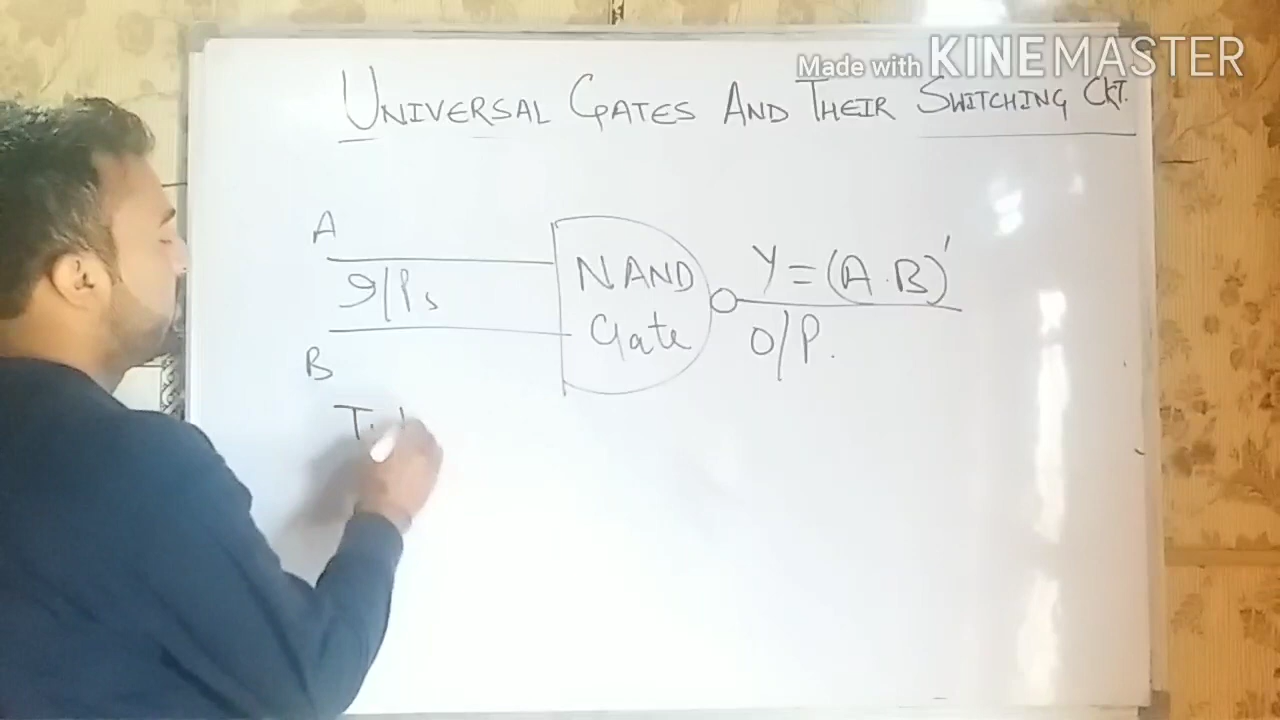 Made with KINEMASTER
UNIVERSAL GATES AND THEIR SWITCHING CKT.
A
I/Ps
B
NAND
Gate
Y = (A.B)'
O/P.
T.